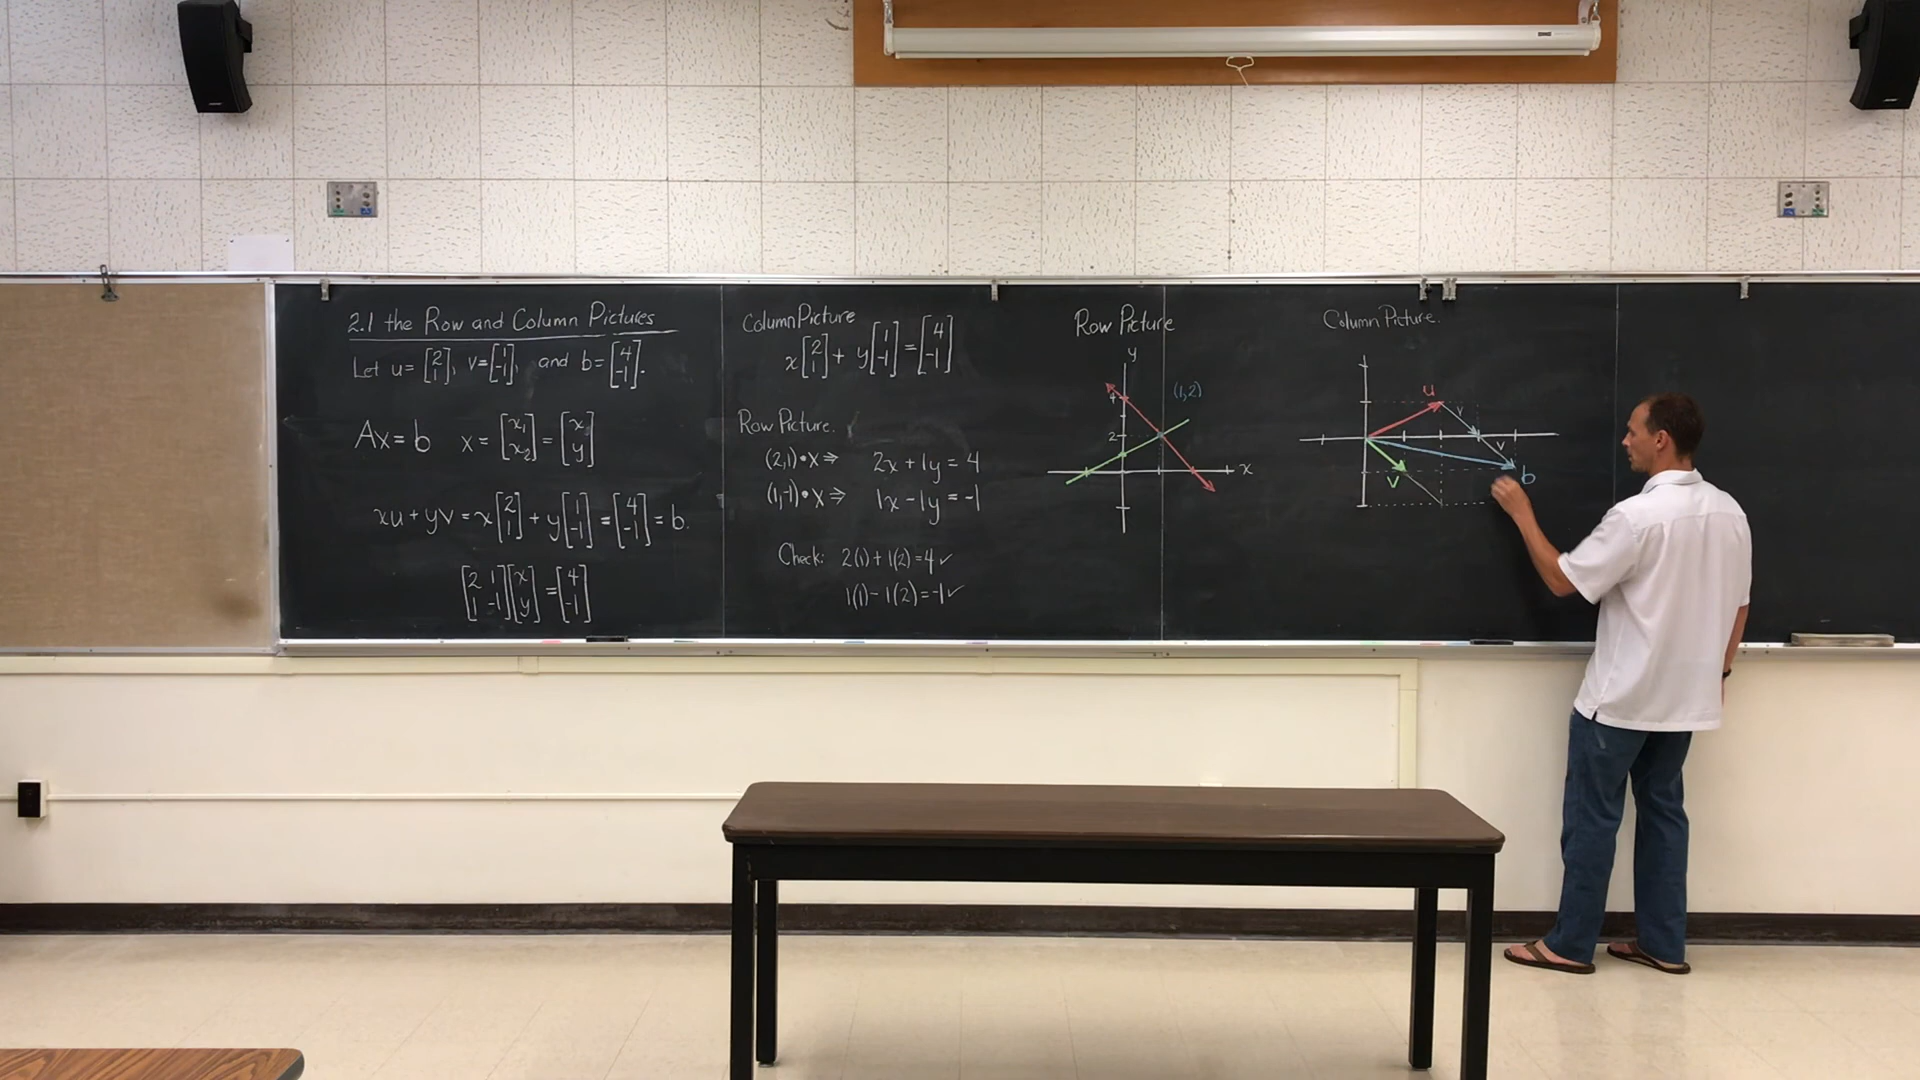 2.1 the Row and Column Pictures
Let u = [2 1], v = [1 -1], and b = [4 -1].
Ax = b x = [x₁ x₂] = [x y]
xu + yv = x[2 1] + y[1 -1] = [4 -1] = b.
[2 1 1 -1][x y] = [4 -1]
Column Picture
x[2 1] + y[1 -1] = [4 -1]
Row Picture.
(2,1)•x ⇒ 2x + 1y = 4
(1,-1)•x ⇒ 1x - 1y = -1
Check: 2(1) + 1(2) = 4 ✓
1(1) - 1(2) = -1 ✓
Row Picture
y
4
(1,2)
2
x
Column Picture.
u
v
v
b
v